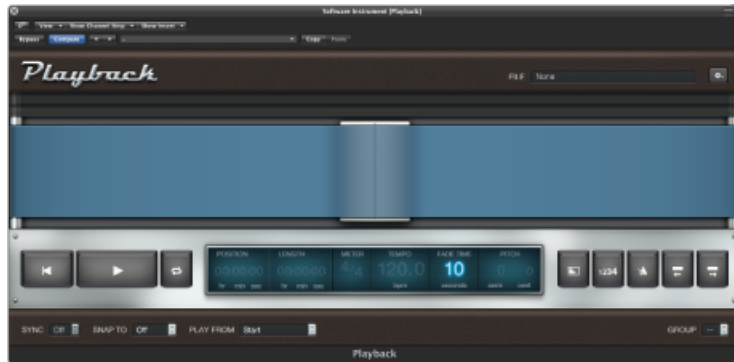 Software Instrument (Playback)
View Show Channel Strip Show Insert
Bypass Compare Copy Paste
Playback
FILE None
POSITION LENGTH METER TEMPO FADE TIME PITCH
00:00:00 00:00:00 4/4 120.0 10 0 0
hr min sec hr min sec bpm seconds semi cent
1234
SYNC Off SNAP TO Off PLAY FROM Start GROUP --
Playback